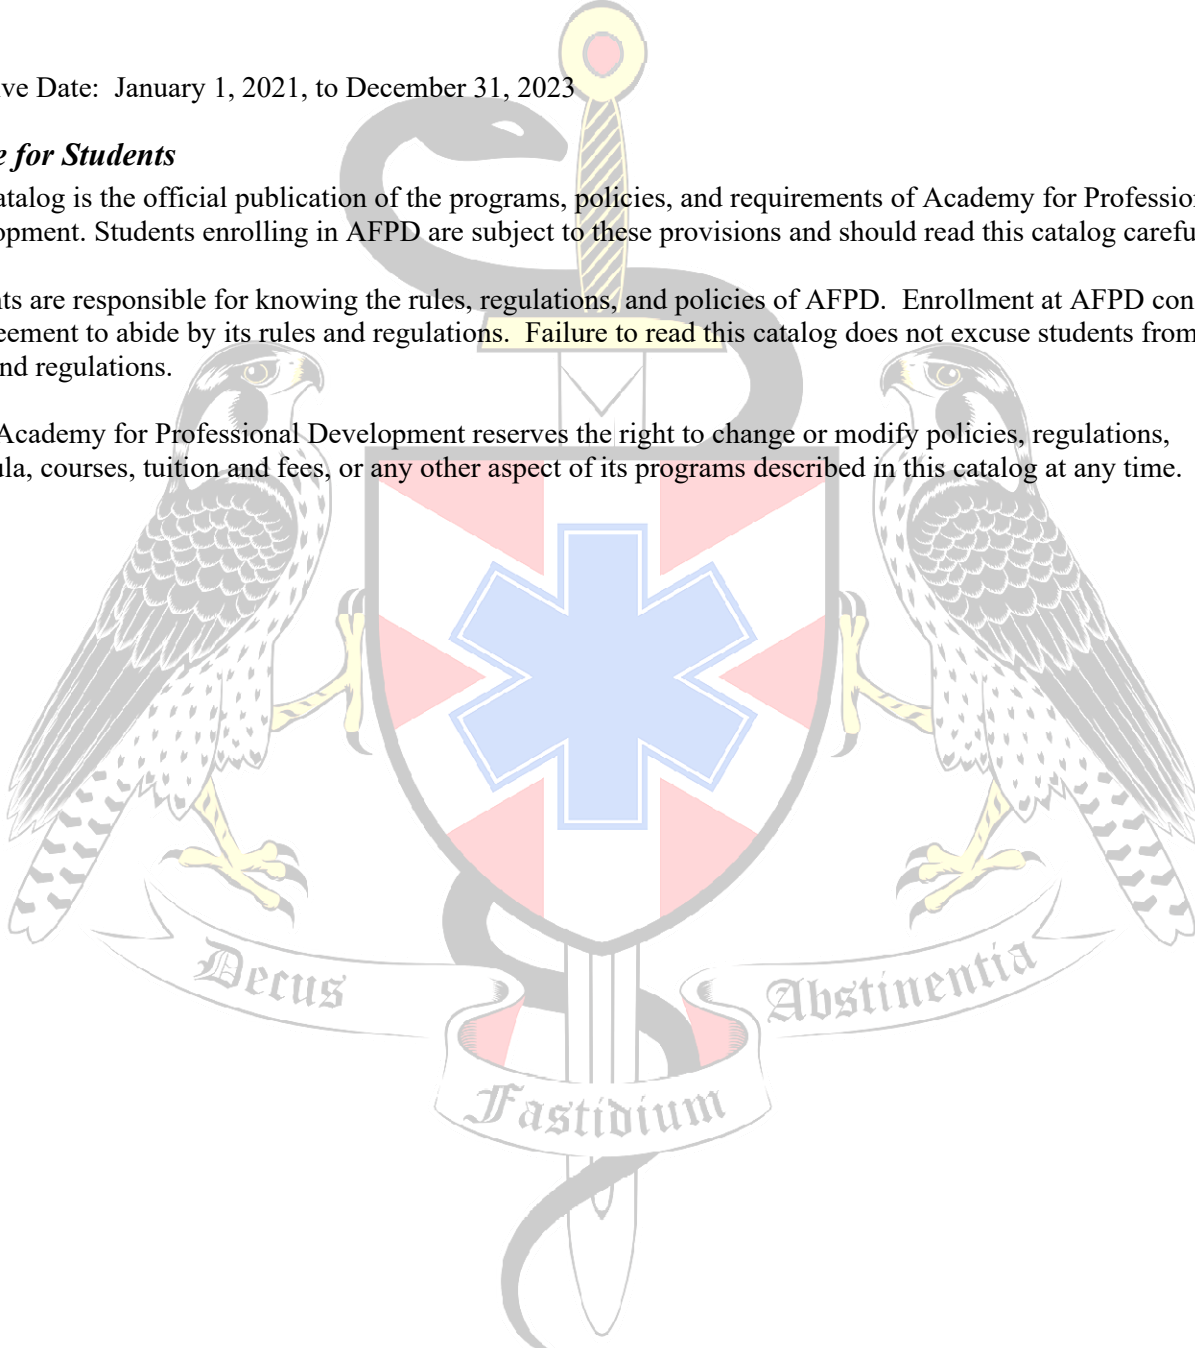 ve Date:  January 1, 2021, to December 31, 2023
e for Students
atalog is the official publication of the programs, policies, and requirements of Academy for Profession
opment. Students enrolling in AFPD are subject to these provisions and should read this catalog carefu
nts are responsible for knowing the rules, regulations, and policies of AFPD.  Enrollment at AFPD con
eement to abide by its rules and regulations.  Failure to read this catalog does not excuse students from
nd regulations.
Academy for Professional Development reserves the right to change or modify policies, regulations,
ula, courses, tuition and fees, or any other aspect of its programs described in this catalog at any time.
Decus
Abstinentia
Fastidium